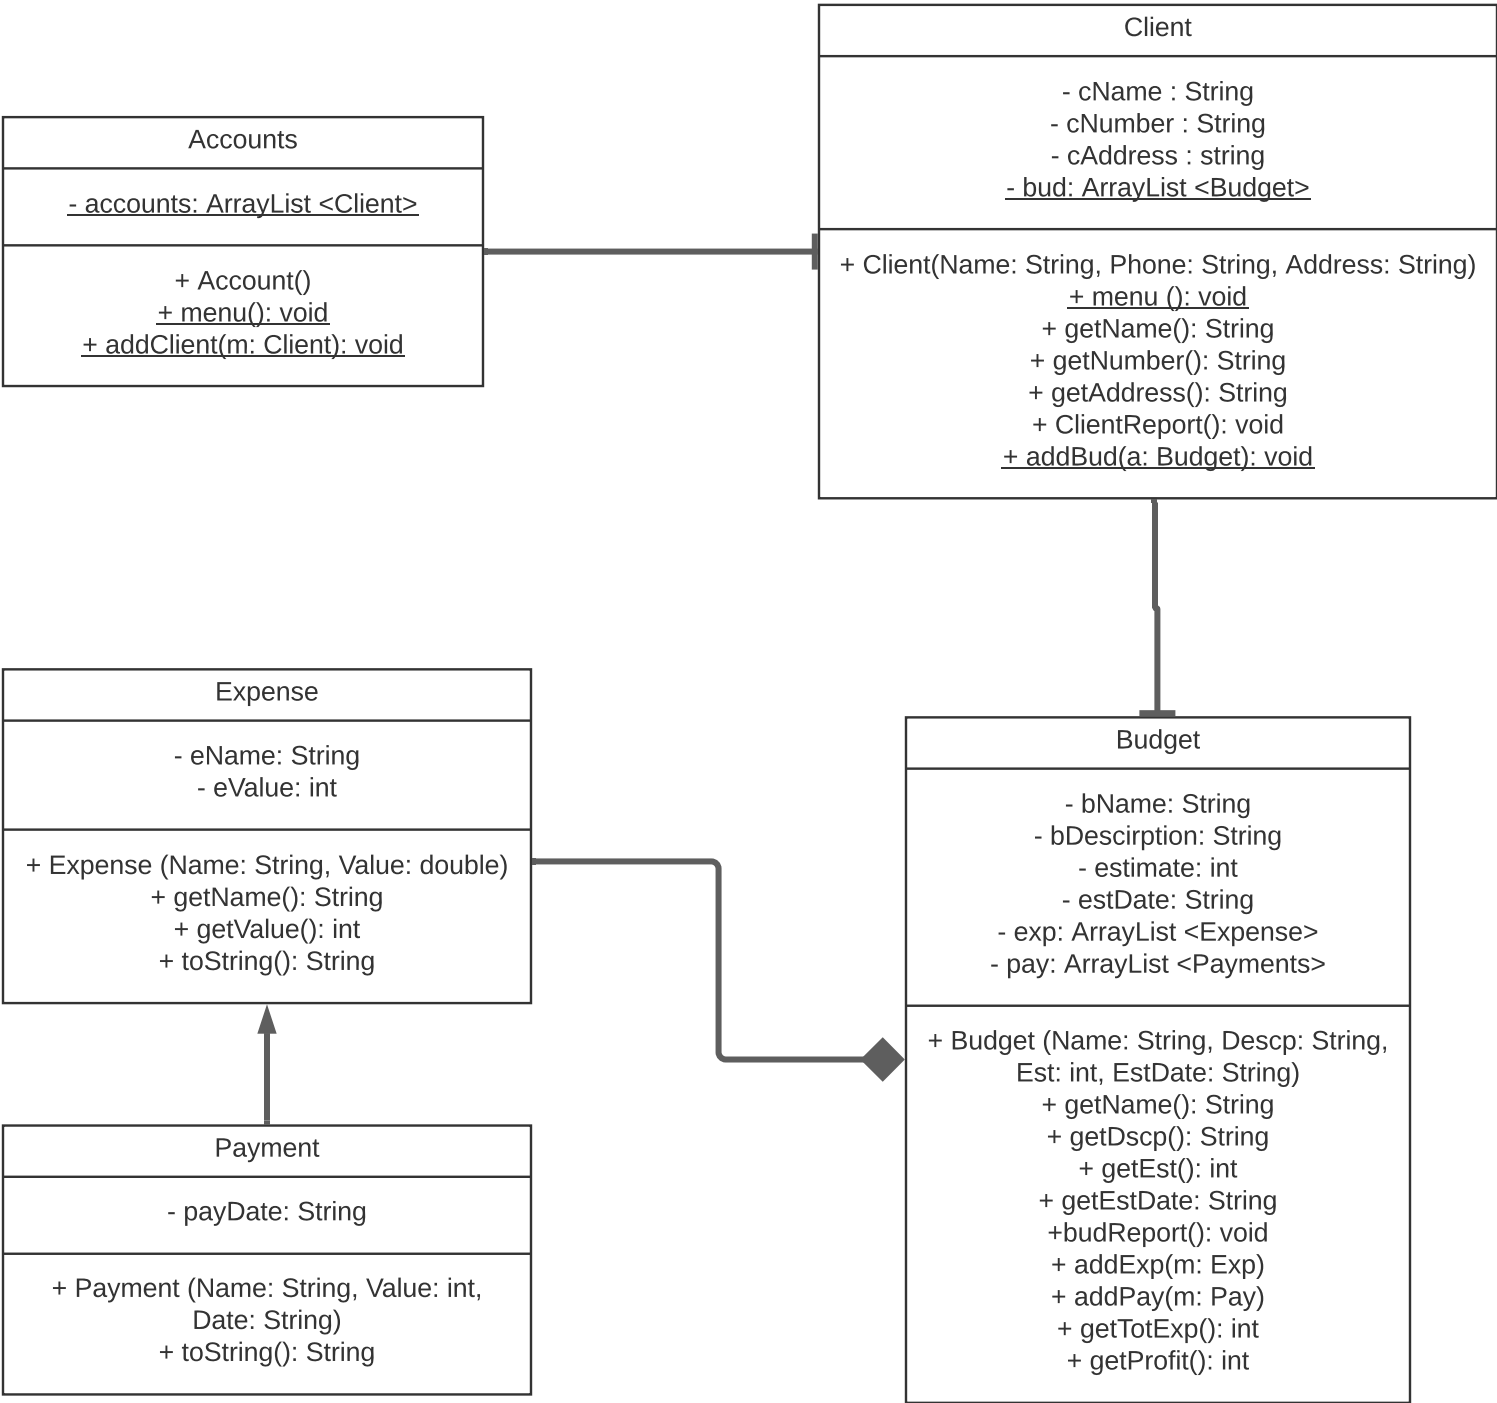 Accounts
- accounts: ArrayList <Client>
+ Account()
+ menu(): void
+ addClient(m: Client): void
Client
- cName : String
- cNumber : String
- cAddress : string
- bud: ArrayList <Budget>
+ Client(Name: String, Phone: String, Address: String)
+ menu (): void
+ getName(): String
+ getNumber(): String
+ getAddress(): String
+ ClientReport(): void
+ addBud(a: Budget): void
Expense
- eName: String
- eValue: int
+ Expense (Name: String, Value: double)
+ getName(): String
+ getValue(): int
+ toString(): String
Payment
- payDate: String
+ Payment (Name: String, Value: int,
Date: String)
+ toString(): String
Budget
- bName: String
- bDescirption: String
- estimate: int
- estDate: String
- exp: ArrayList <Expense>
- pay: ArrayList <Payments>
+ Budget (Name: String, Descp: String,
Est: int, EstDate: String)
+ getName(): String
+ getDscp(): String
+ getEst(): int
+ getEstDate: String
+budReport(): void
+ addExp(m: Exp)
+ addPay(m: Pay)
+ getTotExp(): int
+ getProfit(): int